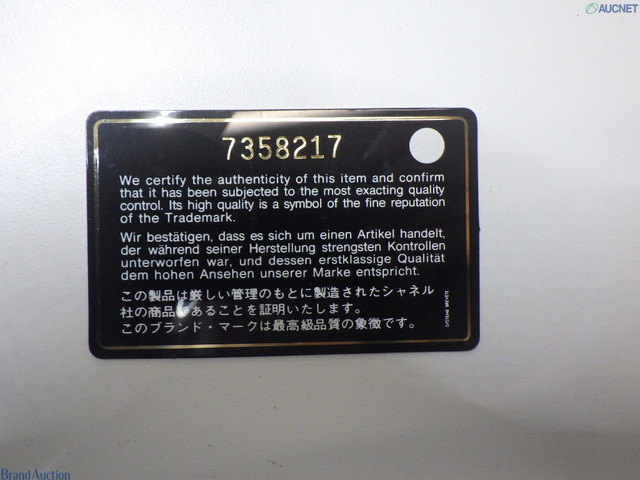 AUCNET
7358217
We certify the authenticity of this item and confirm
that it has been subjected to the most exacting quality
control. Its high quality is a symbol of the fine reputation
of the Trademark.
Wir bestätigen, dass es sich um einen Artikel handelt,
der während seiner Herstellung strengsten Kontrollen
unterworfen war, und dessen erstklassige Qualität
dem hohen Ansehen unserer Marke entspricht.
この製品は厳しい管理のもとに製造されたシャネル
社の商品であることを証明いたします。
このブランド・マークは最高級品質の象徴です。
SYSTEME BREVETE
Brand Auction